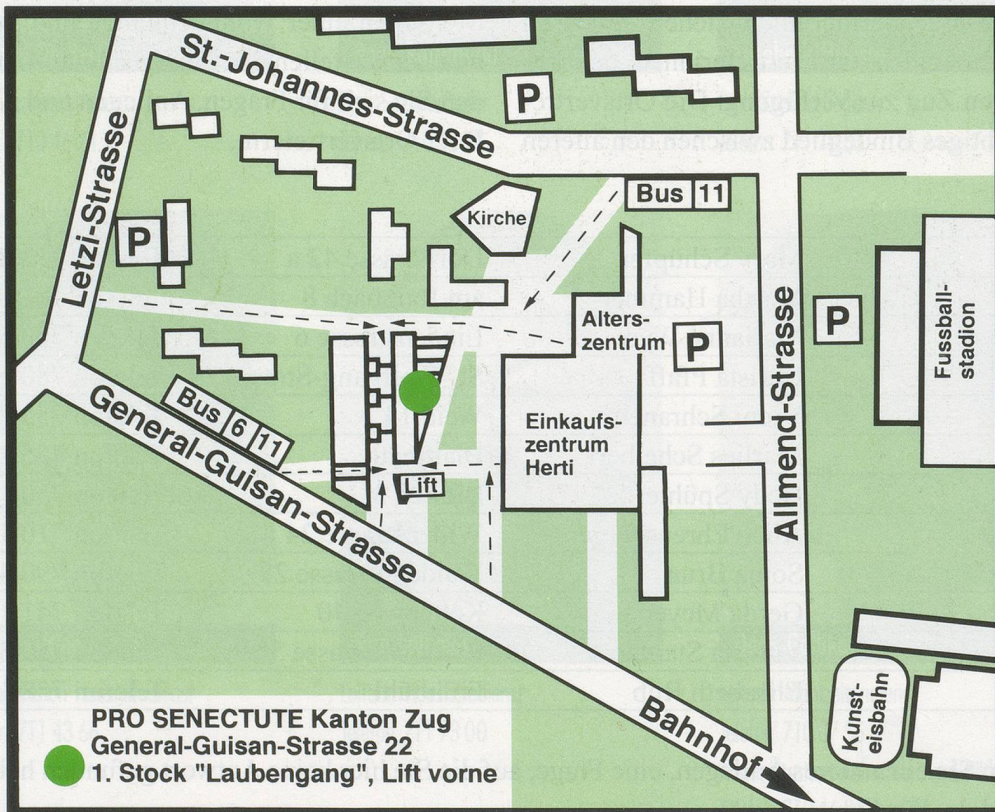 St.-Johannes-Strasse
P
Letzi-Strasse
P
Kirche
Bus 11
Alters-
zentrum
P
P
Fussball-
stadion
Allmend-Strasse
Bus 6 11
General-Guisan-Strasse
Einkaufs-
zentrum
Herti
Lift
Bahnhof
Kunst-
eisbahn
PRO SENECTUTE Kanton Zug
General-Guisan-Strasse 22
1. Stock "Laubengang", Lift vorne